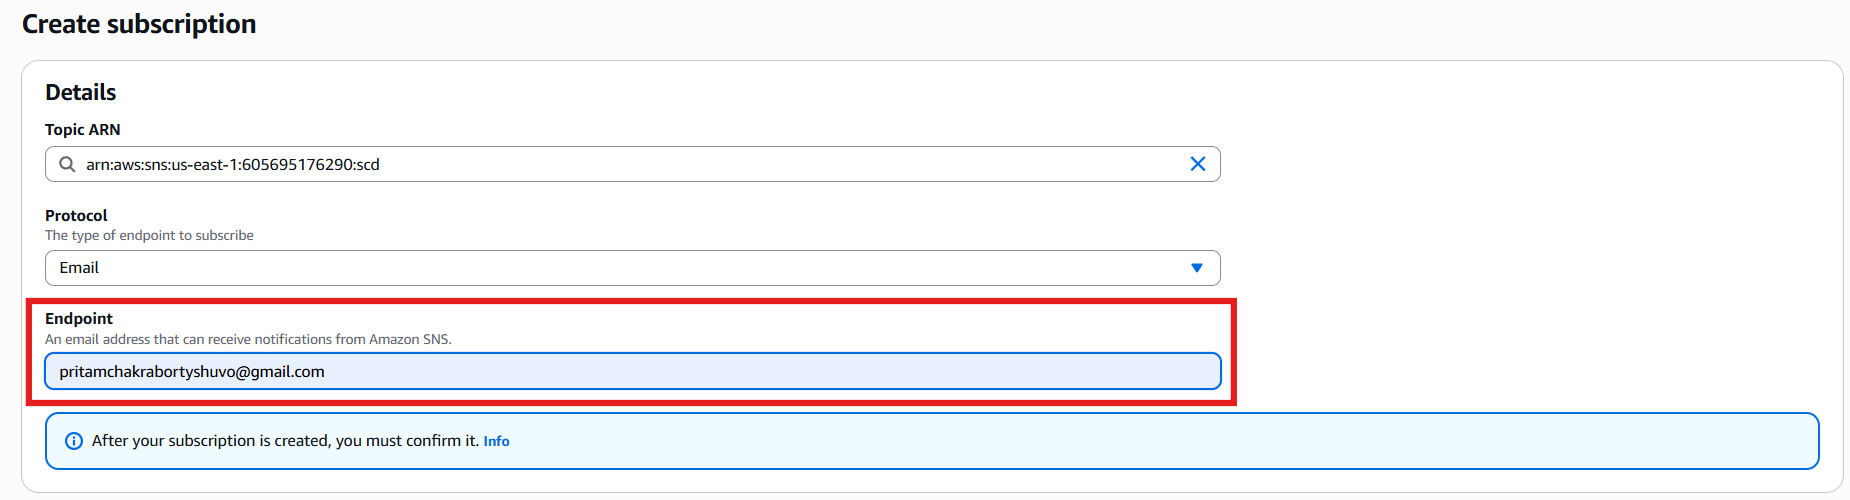 Create subscription
Details
Topic ARN
arn:aws:sns:us-east-1:605695176290:scd
Protocol
The type of endpoint to subscribe
Email
Endpoint
An email address that can receive notifications from Amazon SNS.
pritamchakrabortyshuvo@gmail.com
After your subscription is created, you must confirm it. Info